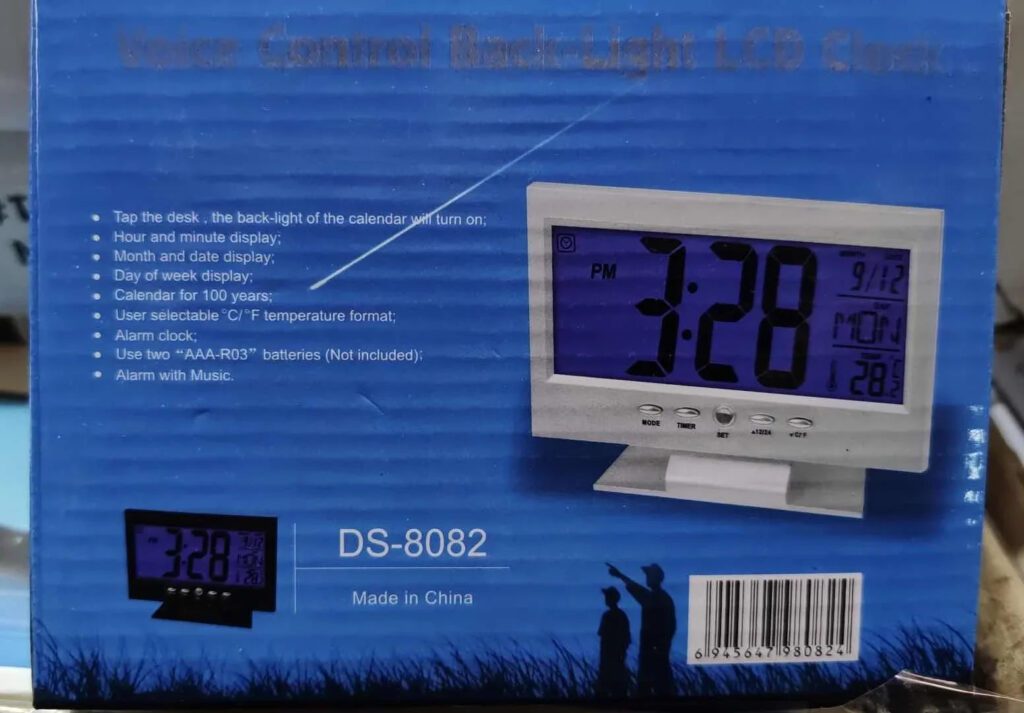 Voice Control Back-Light LCD Clock
Tap the desk , the back-light of the calendar will turn on;
Hour and minute display;
Month and date display;
Day of week display;
Calendar for 100 years;
User selectable °C/°F temperature format;
Alarm clock;
Use two “AAA-R03” batteries (Not included);
Alarm with Music.
PM
3:28
MONTH DATE
9/12
DAY
MON
28
MODE
TIMER
SET
▲12/24
▼C/F
3:28
MON
28
DS-8082
Made in China
6 945647 980824